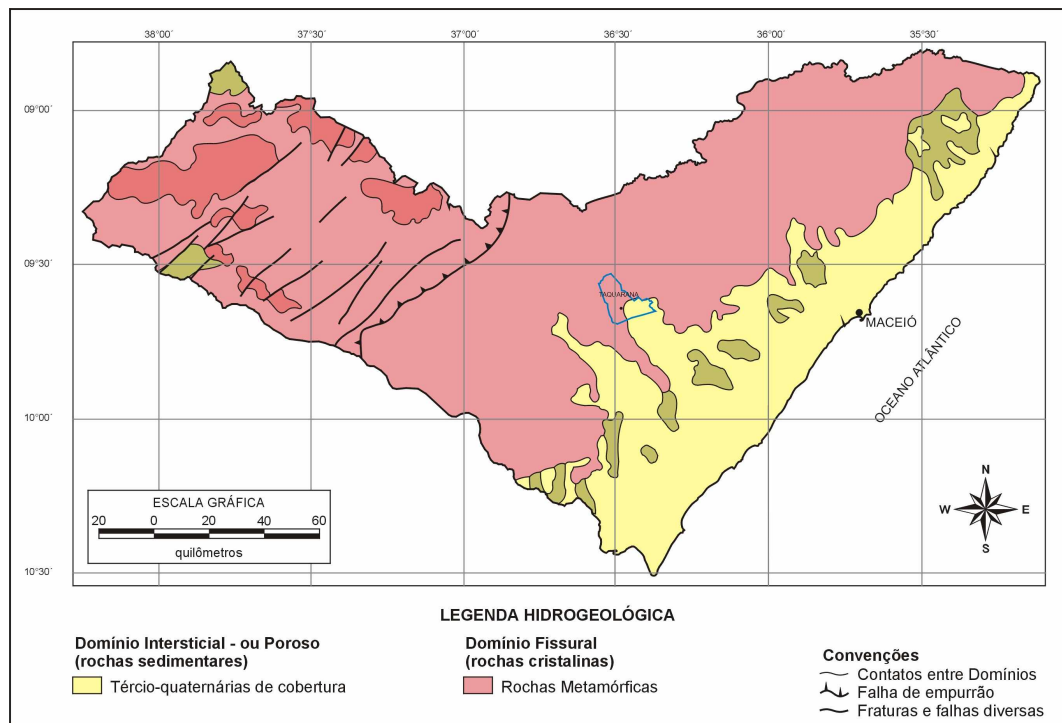 38°00´ 37°30´ 37°00´ 36°30´ 36°00´ 35°30´
09°00´
09°30´
TAQUARANA
MACEIÓ
OCEANO ATLÂNTICO
10°00´
10°30´
ESCALA GRÁFICA
20 0 20 40 60
quilômetros
N
W E
S
LEGENDA HIDROGEOLÓGICA
Domínio Intersticial - ou Poroso
(rochas sedimentares)
Tércio-quaternárias de cobertura
Domínio Fissural
(rochas cristalinas)
Rochas Metamórficas
Convenções
Contatos entre Domínios
Falha de empurrão
Fraturas e falhas diversas